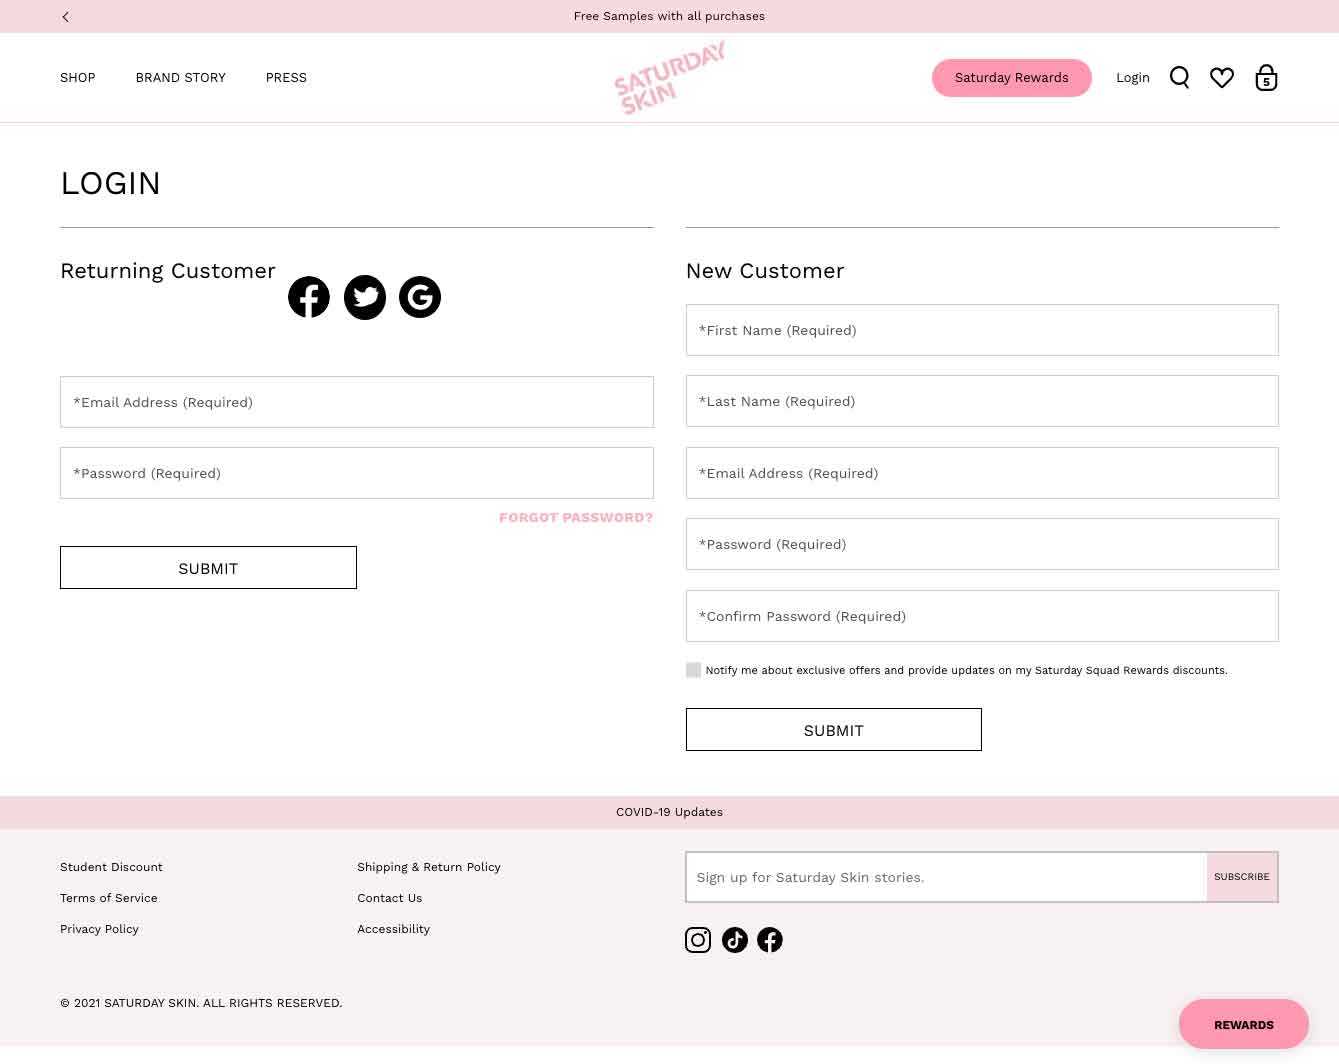 Free Samples with all purchases
SHOP
BRAND STORY
PRESS
SATURDAY
SKIN
Saturday Rewards
Login
5
LOGIN
Returning Customer
*Email Address (Required)
*Password (Required)
FORGOT PASSWORD?
SUBMIT
New Customer
*First Name (Required)
*Last Name (Required)
*Email Address (Required)
*Password (Required)
*Confirm Password (Required)
Notify me about exclusive offers and provide updates on my Saturday Squad Rewards discounts.
SUBMIT
COVID-19 Updates
Student Discount
Terms of Service
Privacy Policy
Shipping & Return Policy
Contact Us
Accessibility
Sign up for Saturday Skin stories.
SUBSCRIBE
© 2021 SATURDAY SKIN. ALL RIGHTS RESERVED.
REWARDS